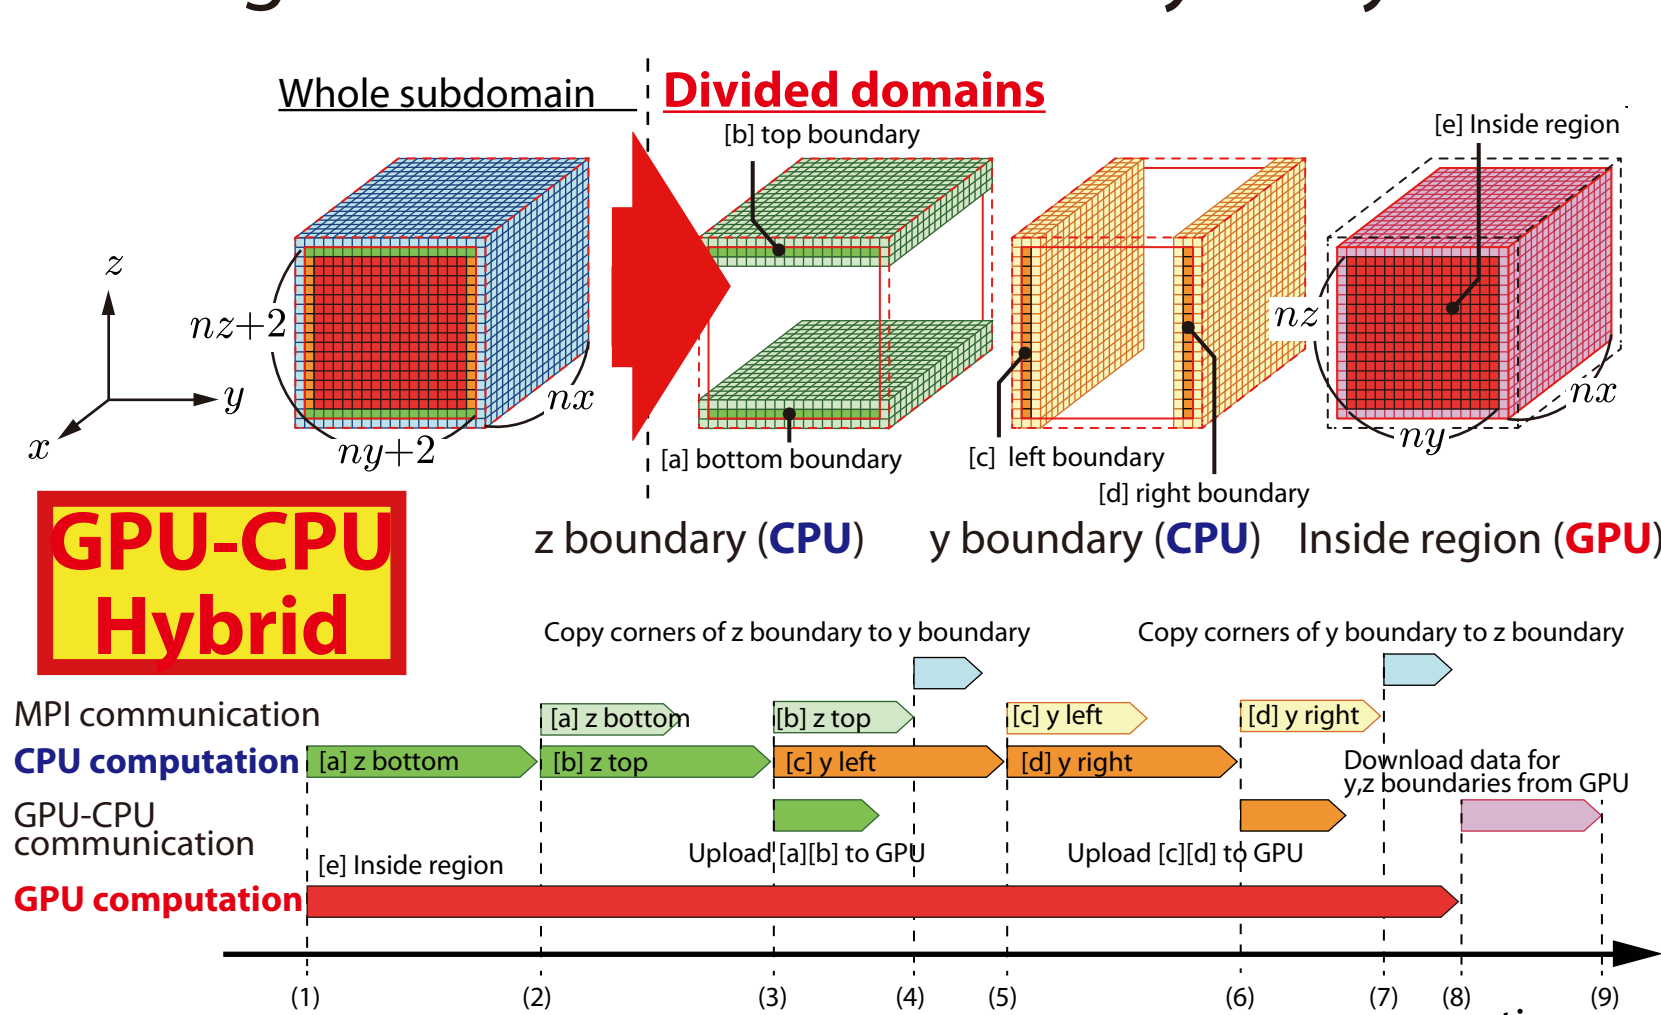 Whole subdomain
Divided domains
[b] top boundary
[e] Inside region
z
nz+2
y
x
ny+2
nx
nz
nx
ny
[a] bottom boundary
[c] left boundary
[d] right boundary
GPU-CPU
Hybrid
z boundary (CPU)
y boundary (CPU)
Inside region (GPU)
Copy corners of z boundary to y boundary
Copy corners of y boundary to z boundary
MPI communication
[a] z bottom
[b] z top
[c] y left
[d] y right
CPU computation
[a] z bottom
[b] z top
[c] y left
[d] y right
Download data for
y,z boundaries from GPU
GPU-CPU
communication
Upload [a][b] to GPU
Upload [c][d] to GPU
[e] Inside region
GPU computation
(1)
(2)
(3)
(4)
(5)
(6)
(7)
(8)
(9)